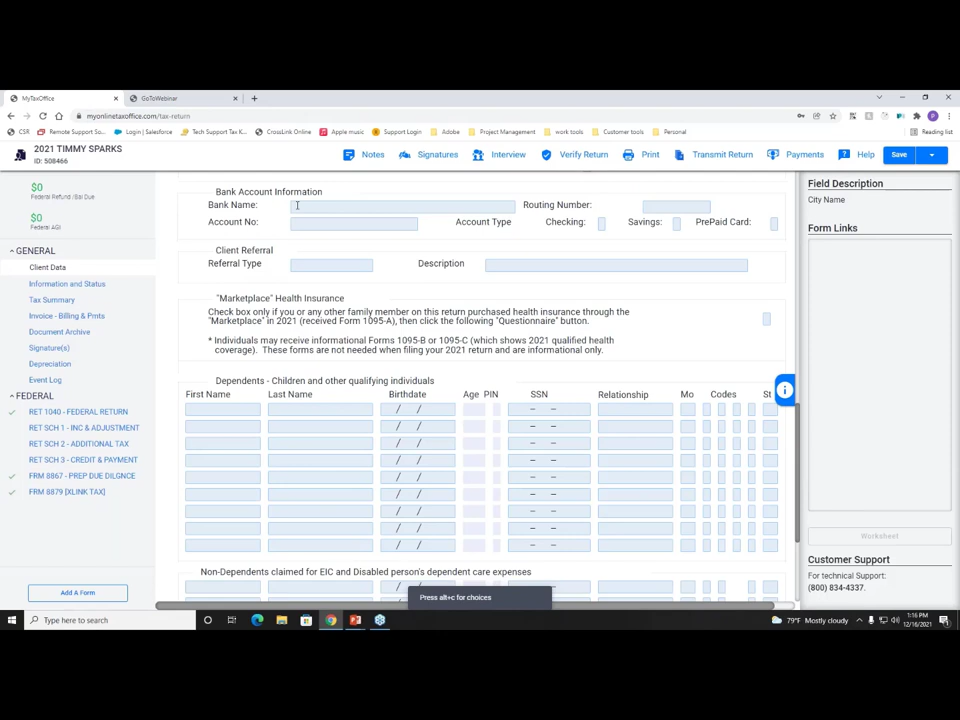 MyTaxOffice
GoToWebinar
myonlinetaxoffice.com/tax-return
CSR
Remote Support So...
Login | Salesforce
Tech Support Tax K...
CrossLink Online
Apple music
Support Login
Adobe
Project Management
work tools
Customer tools
Personal
Reading list
2021 TIMMY SPARKS
ID: 508466
Notes
Signatures
Interview
Verify Return
Print
Transmit Return
Payments
Help
Save
$0
Federal Refund /Bal Due
$0
Federal AGI
GENERAL
Client Data
Information and Status
Tax Summary
Invoice - Billing & Pmts
Document Archive
Signature(s)
Depreciation
Event Log
FEDERAL
RET 1040 - FEDERAL RETURN
RET SCH 1 - INC & ADJUSTMENT
RET SCH 2 - ADDITIONAL TAX
RET SCH 3 - CREDIT & PAYMENT
FRM 8867 - PREP DUE DILGNCE
FRM 8879 [XLINK TAX]
Add A Form
Bank Account Information
Bank Name: Routing Number:
Account No: Account Type Checking: Savings: PrePaid Card:
Client Referral
Referral Type Description
"Marketplace" Health Insurance
Check box only if you or any other family member on this return purchased health insurance through the
"Marketplace" in 2021 (received Form 1095-A), then click the following "Questionnaire" button.
* Individuals may receive informational Forms 1095-B or 1095-C (which shows 2021 qualified health
coverage). These forms are not needed when filing your 2021 return and are informational only.
Dependents - Children and other qualifying individuals
First Name Last Name Birthdate Age PIN SSN Relationship Mo Codes St
/ / – –
/ / – –
/ / – –
/ / – –
/ / – –
/ / – –
/ / – –
/ / – –
/ / – –
Non-Dependents claimed for EIC and Disabled person's dependent care expenses
/ / – –
Press alt+c for choices
Field Description
City Name
Form Links
Worksheet
Customer Support
For technical Support:
(800) 834-4337.
Type here to search
79°F Mostly cloudy
1:16 PM
12/16/2021